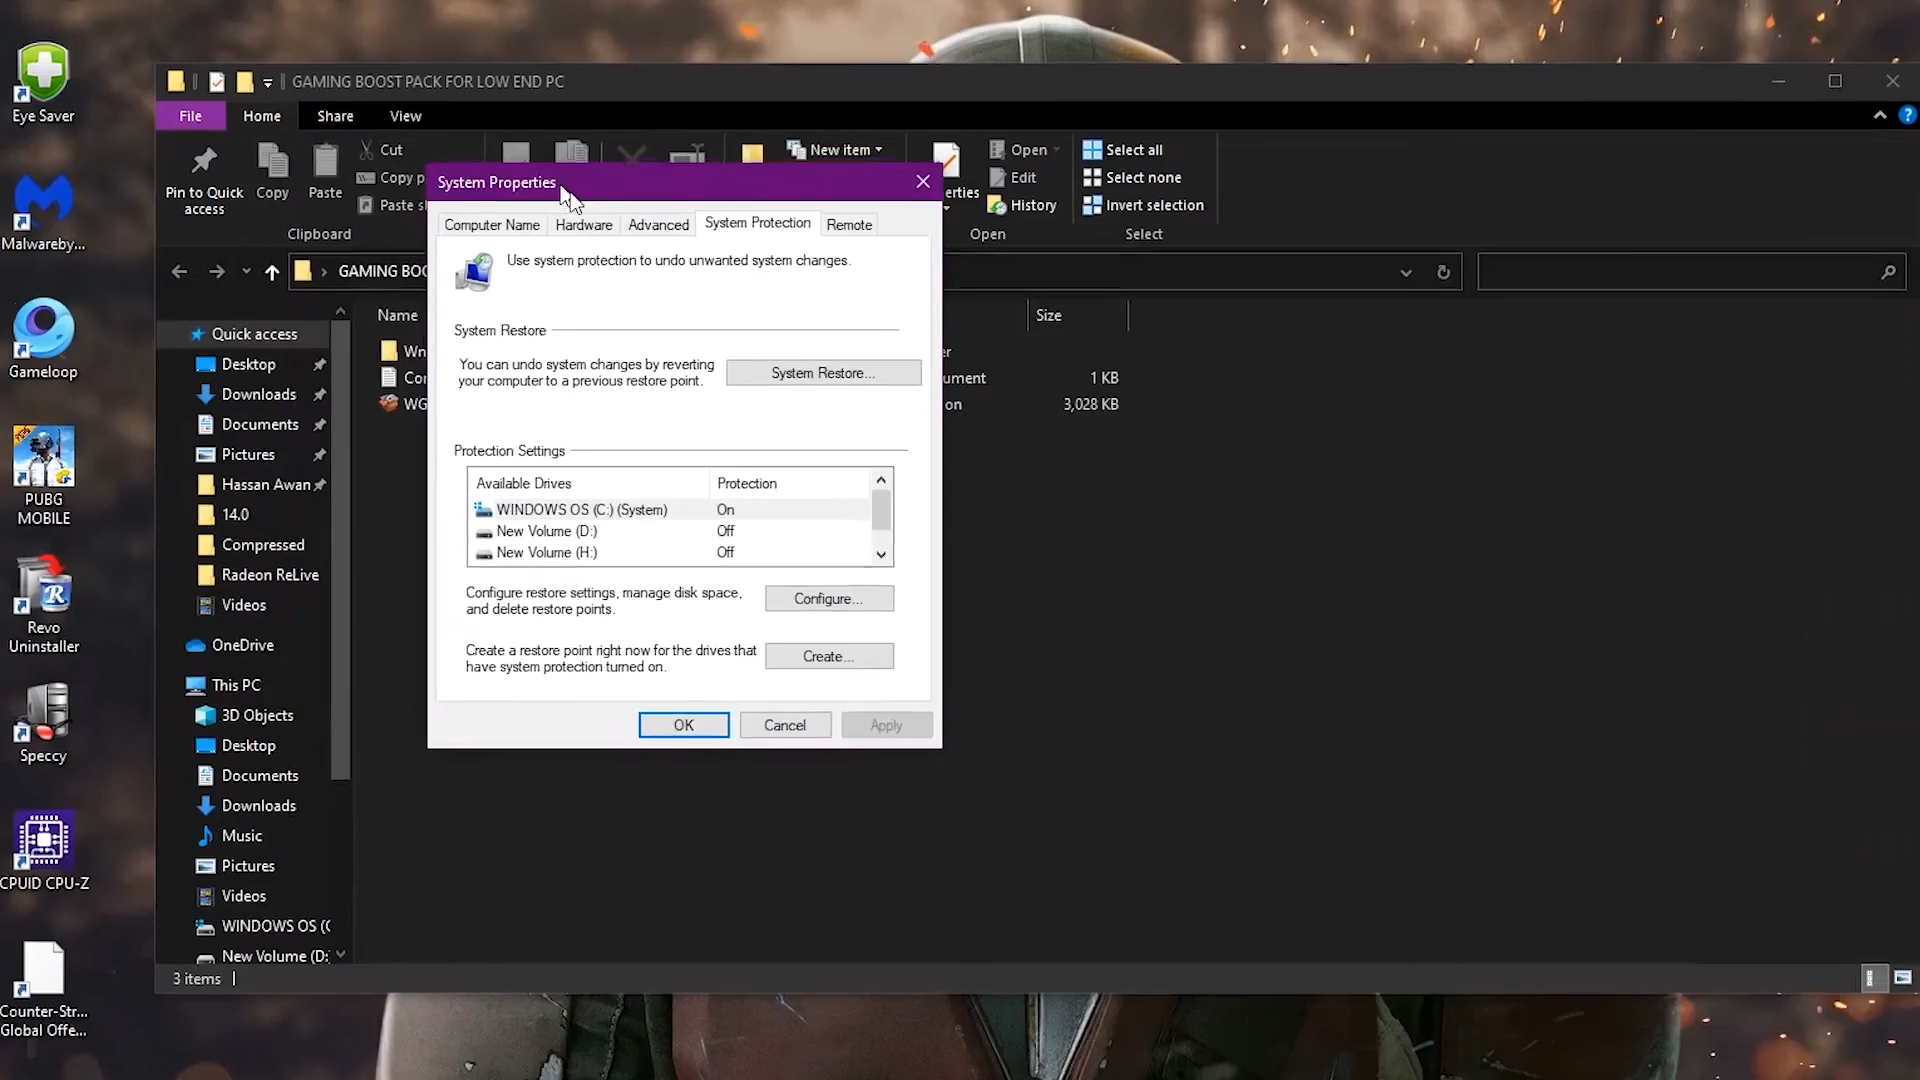 GAMING BOOST PACK FOR LOW END PC
File
Home
Share
View
Pin to Quick
access
Copy
Paste
Cut
Copy p
Paste s
Clipboard
New item
erties
Open
Edit
History
Open
Select all
Select none
Invert selection
Select
GAMING BOO
Name
Size
Wn
er
Cor
ument
1 KB
WG
on
3,028 KB
System Properties
Computer Name
Hardware
Advanced
System Protection
Remote
Use system protection to undo unwanted system changes.
System Restore
You can undo system changes by reverting
your computer to a previous restore point.
System Restore...
Protection Settings
Available Drives
Protection
WINDOWS OS (C:) (System)
On
New Volume (D:)
Off
New Volume (H:)
Off
Configure restore settings, manage disk space,
and delete restore points.
Configure...
Create a restore point right now for the drives that
have system protection turned on.
Create...
OK
Cancel
Apply
Quick access
Desktop
Downloads
Documents
Pictures
Hassan Awan
14.0
Compressed
Radeon ReLive
Videos
OneDrive
This PC
3D Objects
Desktop
Documents
Downloads
Music
Pictures
Videos
WINDOWS OS (C
New Volume (D:
3 items
Eye Saver
Malwareby...
Gameloop
PUBG
MOBILE
Revo
Uninstaller
Speccy
CPUID CPU-Z
Counter-Str...
Global Offe...